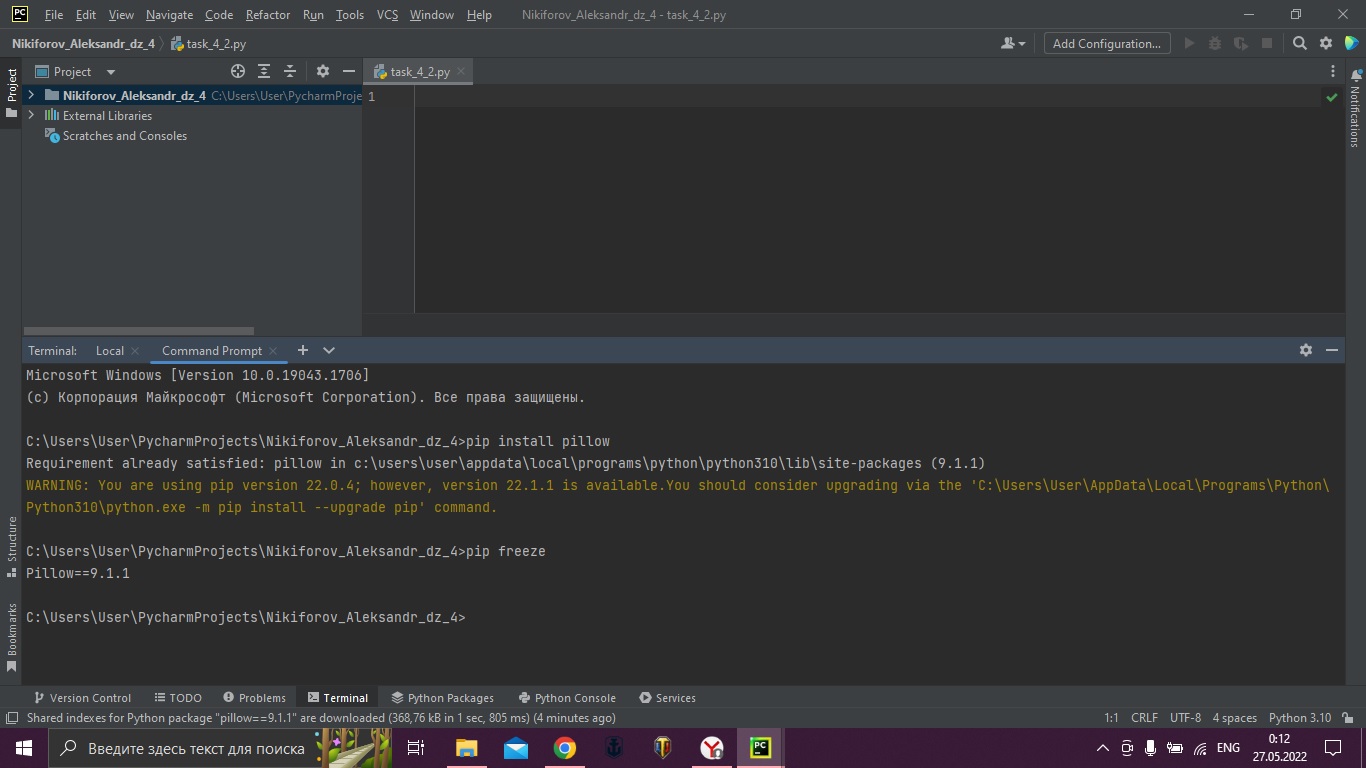 PC File Edit View Navigate Code Refactor Run Tools VCS Window Help Nikiforov_Aleksandr_dz_4 - task_4_2.py
Nikiforov_Aleksandr_dz_4 task_4_2.py Add Configuration...
Project
Project
task_4_2.py
Nikiforov_Aleksandr_dz_4 C:\Users\User\PycharmProje
1
External Libraries
Scratches and Consoles
Notifications
Terminal: Local Command Prompt
Microsoft Windows [Version 10.0.19043.1706]
(c) Корпорация Майкрософт (Microsoft Corporation). Все права защищены.
C:\Users\User\PycharmProjects\Nikiforov_Aleksandr_dz_4>pip install pillow
Requirement already satisfied: pillow in c:\users\user\appdata\local\programs\python\python310\lib\site-packages (9.1.1)
WARNING: You are using pip version 22.0.4; however, version 22.1.1 is available.You should consider upgrading via the 'C:\Users\User\AppData\Local\Programs\Python\
Python310\python.exe -m pip install --upgrade pip' command.
C:\Users\User\PycharmProjects\Nikiforov_Aleksandr_dz_4>pip freeze
Pillow==9.1.1
C:\Users\User\PycharmProjects\Nikiforov_Aleksandr_dz_4>
Structure
Bookmarks
Version Control TODO Problems Terminal Python Packages Python Console Services
Shared indexes for Python package "pillow==9.1.1" are downloaded (368,76 kB in 1 sec, 805 ms) (4 minutes ago) 1:1 CRLF UTF-8 4 spaces Python 3.10
Введите здесь текст для поиска
PC
ENG
0:12
27.05.2022